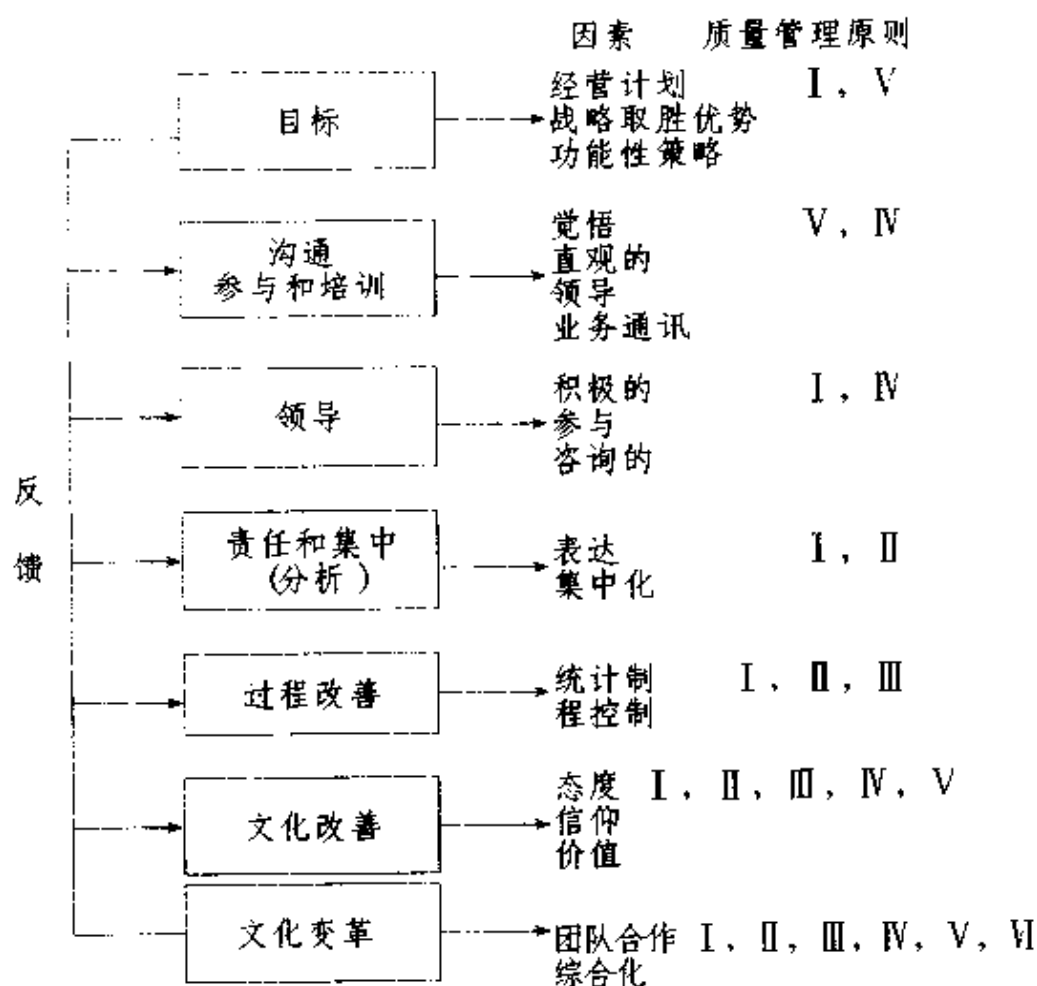 因素 质量管理原则
目标
经营计划 Ⅰ, Ⅴ
战略取胜优势
功能性策略
沟通
参与和培训
觉悟 Ⅴ, Ⅳ
直观的
领导
业务通讯
领导
积极的 Ⅰ, Ⅳ
参与
咨询的
反
馈
责任和集中
(分析)
表达 Ⅰ, Ⅱ
集中化
过程改善
统计制 Ⅰ, Ⅱ, Ⅲ
程控制
文化改善
态度 Ⅰ, Ⅱ, Ⅲ, Ⅳ, Ⅴ
信仰
价值
文化变革
团队合作 Ⅰ, Ⅱ, Ⅲ, Ⅳ, Ⅴ, Ⅵ
综合化